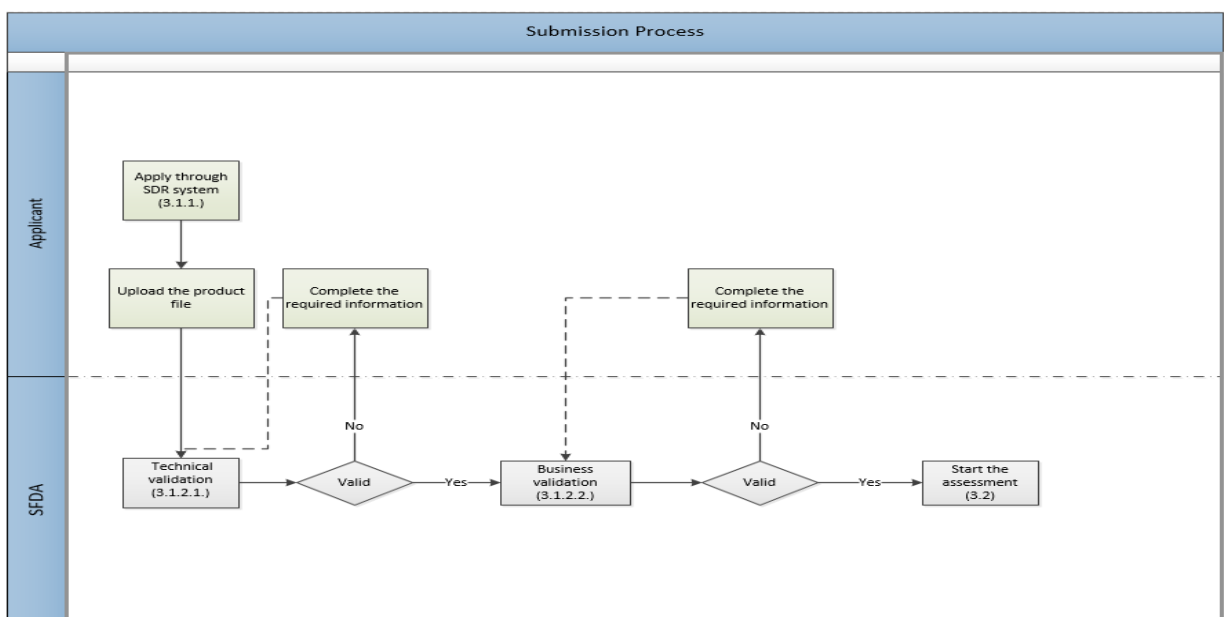 Submission Process
Applicant
Apply through
SDR system
(3.1.1.)
Upload the product
file
Complete the
required information
Complete the
required information
No
No
SFDA
Technical
validation
(3.1.2.1.)
Valid
Yes
Business
validation
(3.1.2.2.)
Valid
Yes
Start the
assessment
(3.2)